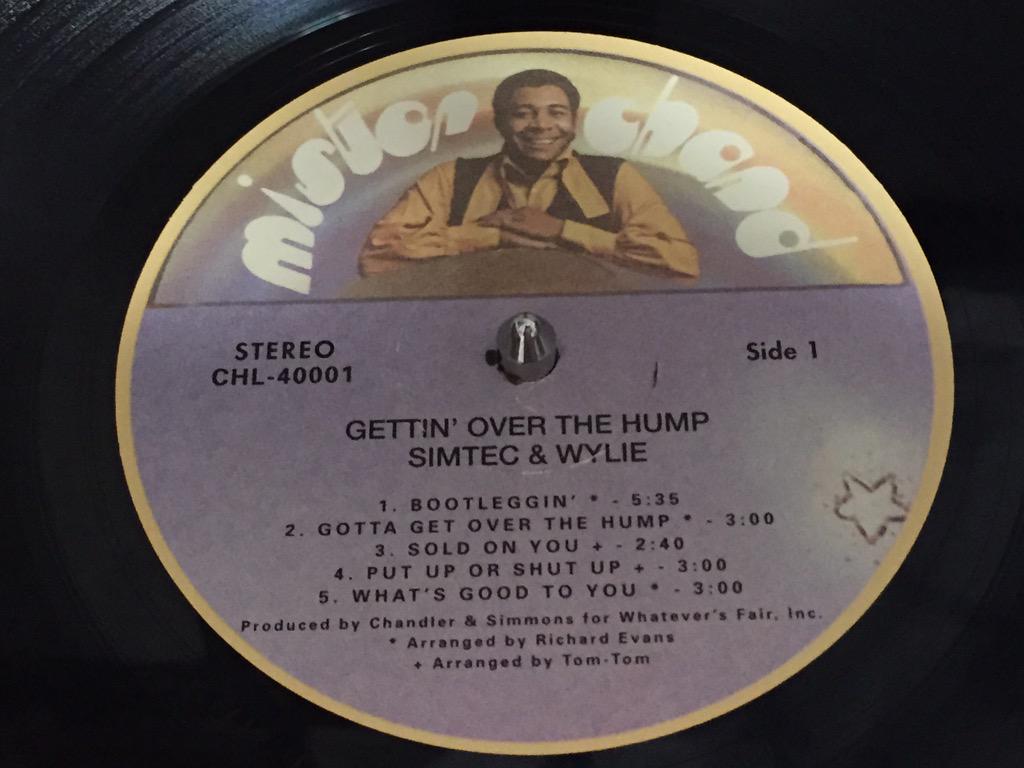 mister chand
STEREO
CHL-40001
Side 1
GETTIN' OVER THE HUMP
SIMTEC & WYLIE
1. BOOTLEGGIN' * - 5:35
2. GOTTA GET OVER THE HUMP * - 3:00
3. SOLD ON YOU + - 2:40
4. PUT UP OR SHUT UP + - 3:00
5. WHAT'S GOOD TO YOU * - 3:00
Produced by Chandler & Simmons for Whatever's Fair, Inc.
* Arranged by Richard Evans
+ Arranged by Tom-Tom